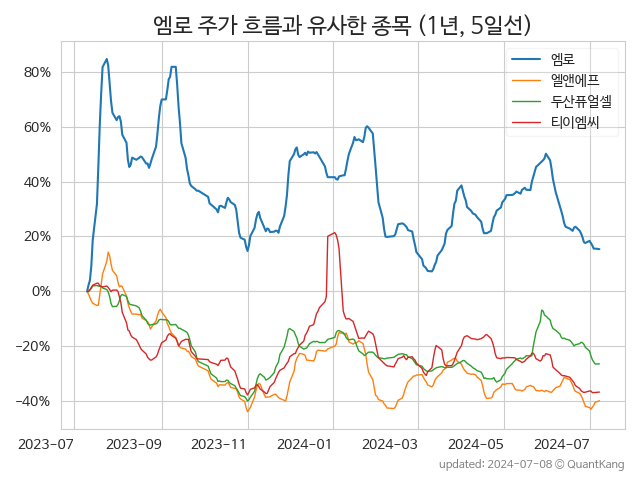 엠로 주가 흐름과 유사한 종목 (1년, 5일선)
엠로
엘앤에프
두산퓨얼셀
티이엠씨
80%
60%
40%
20%
0%
−20%
−40%
2023-07
2023-09
2023-11
2024-01
2024-03
2024-05
2024-07
updated: 2024-07-08 © QuantKang